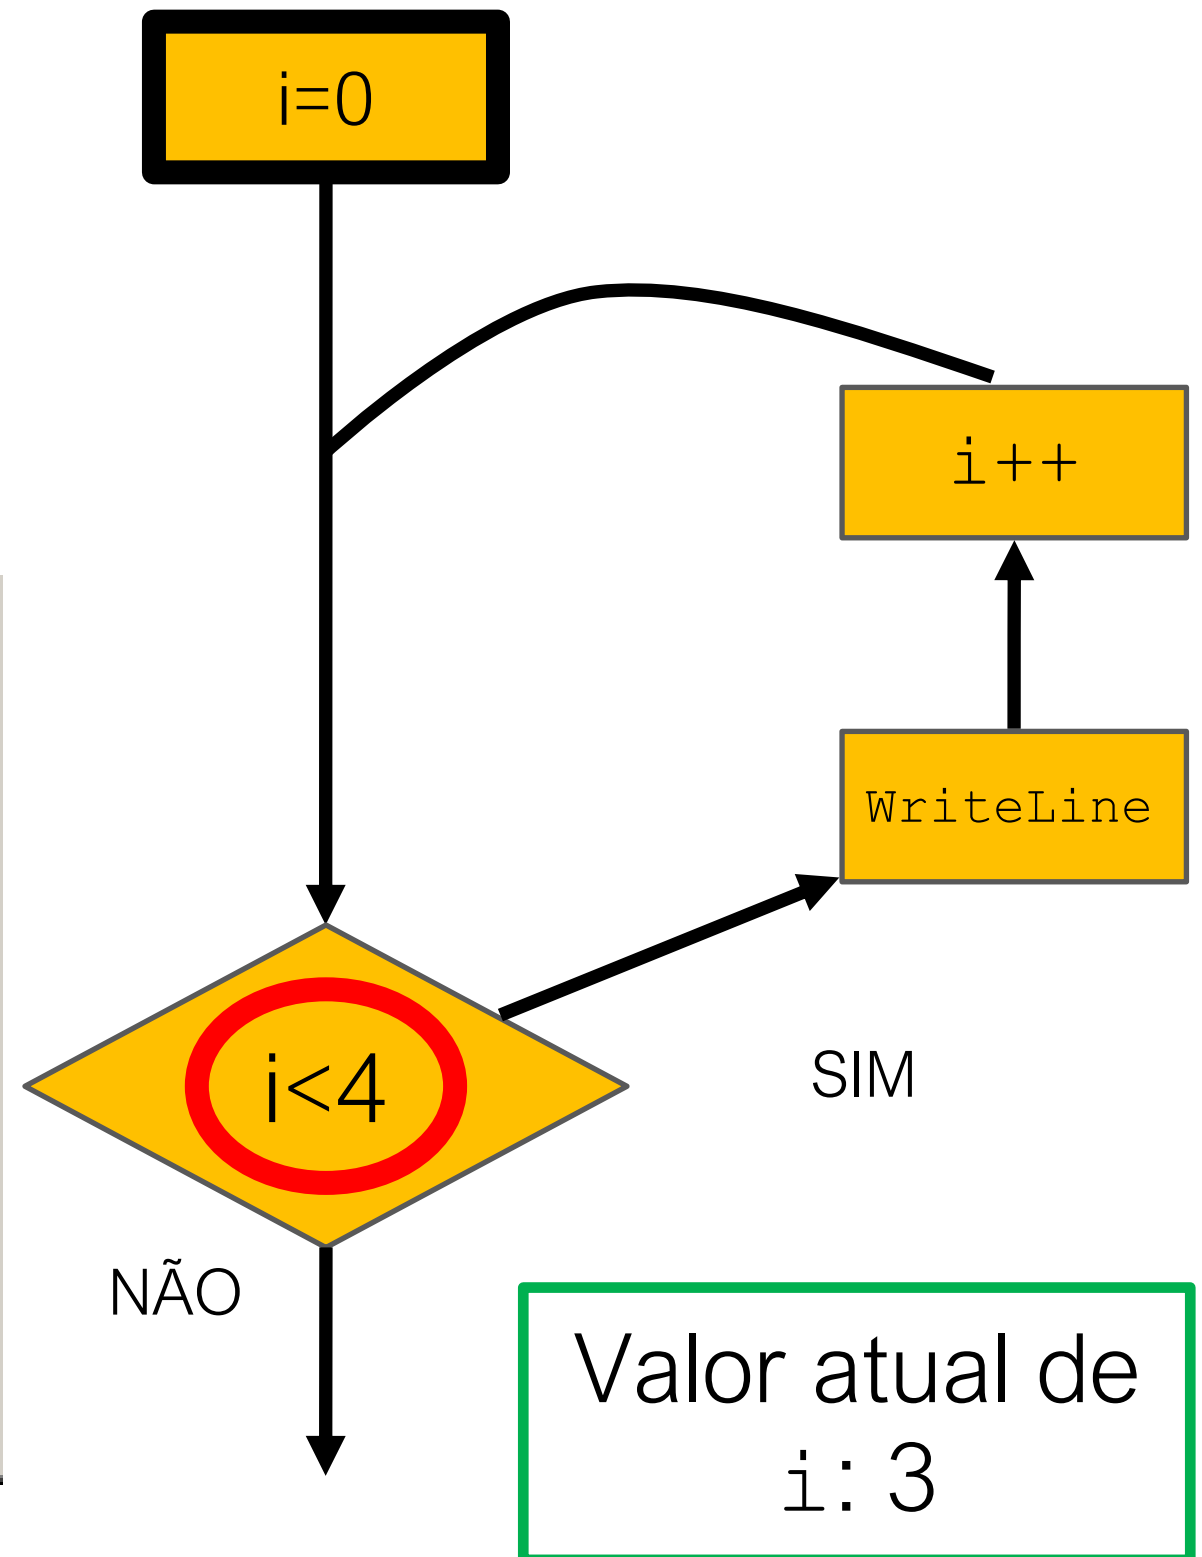 i=0
i++
WriteLine
i<4
SIM
NÃO
Valor atual de
i: 3